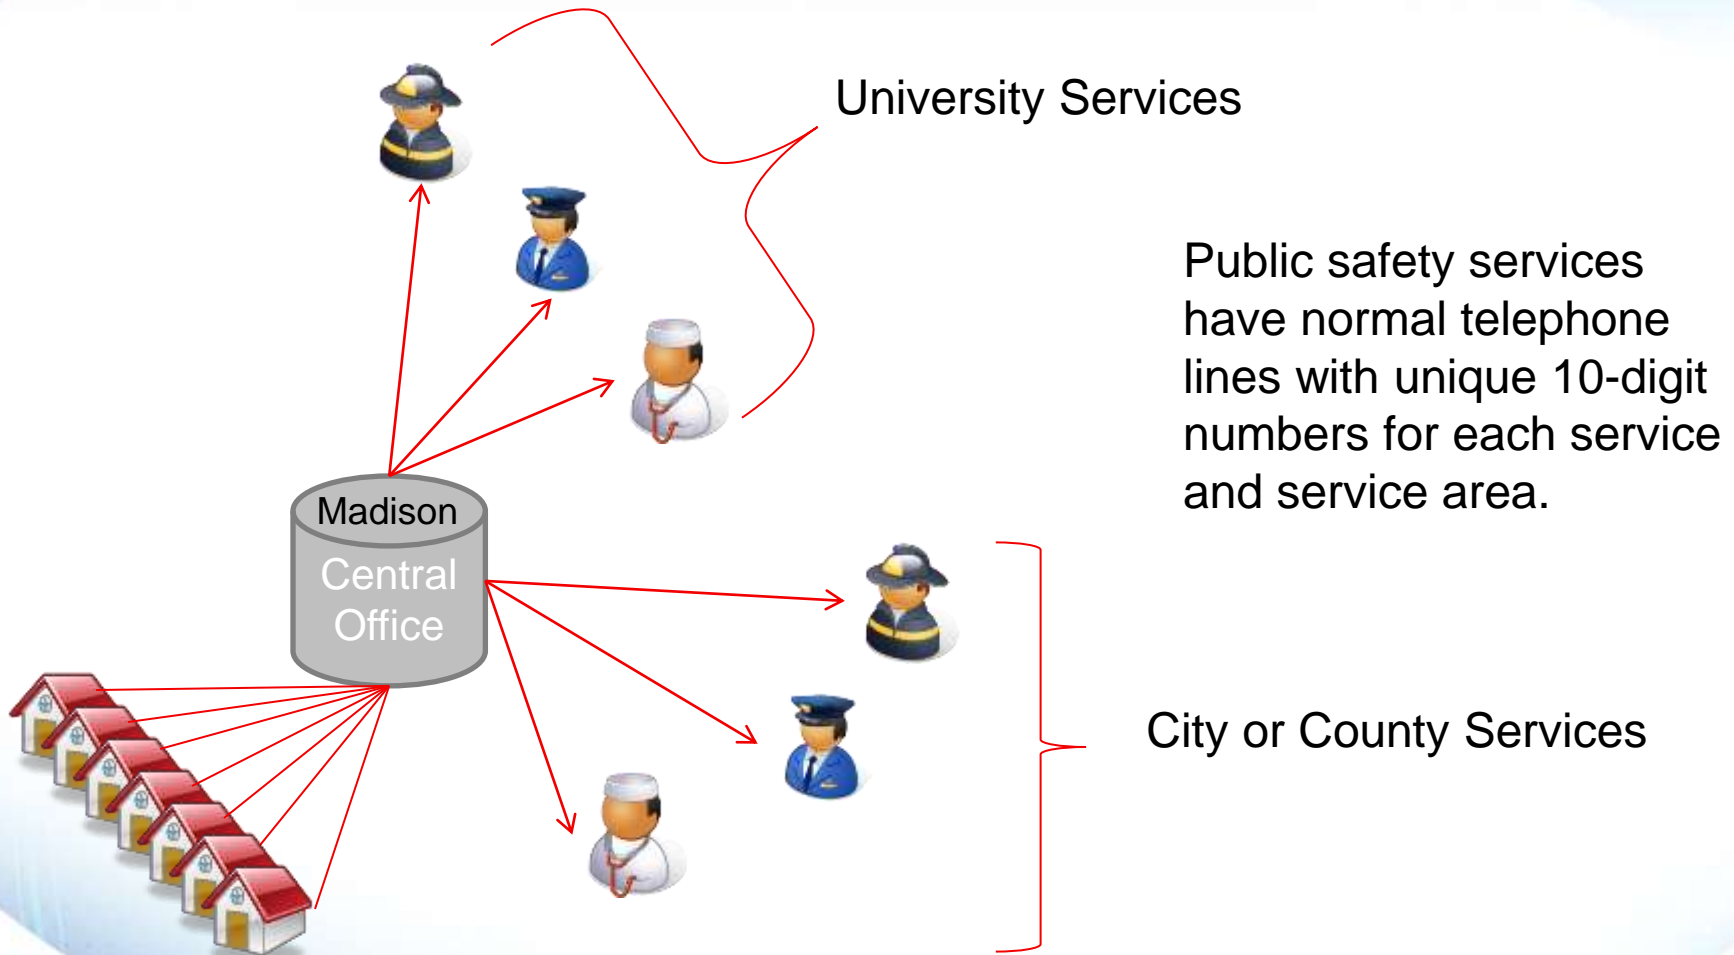 University Services
Public safety services
have normal telephone
lines with unique 10-digit
numbers for each service
and service area.
Madison
Central
Office
City or County Services